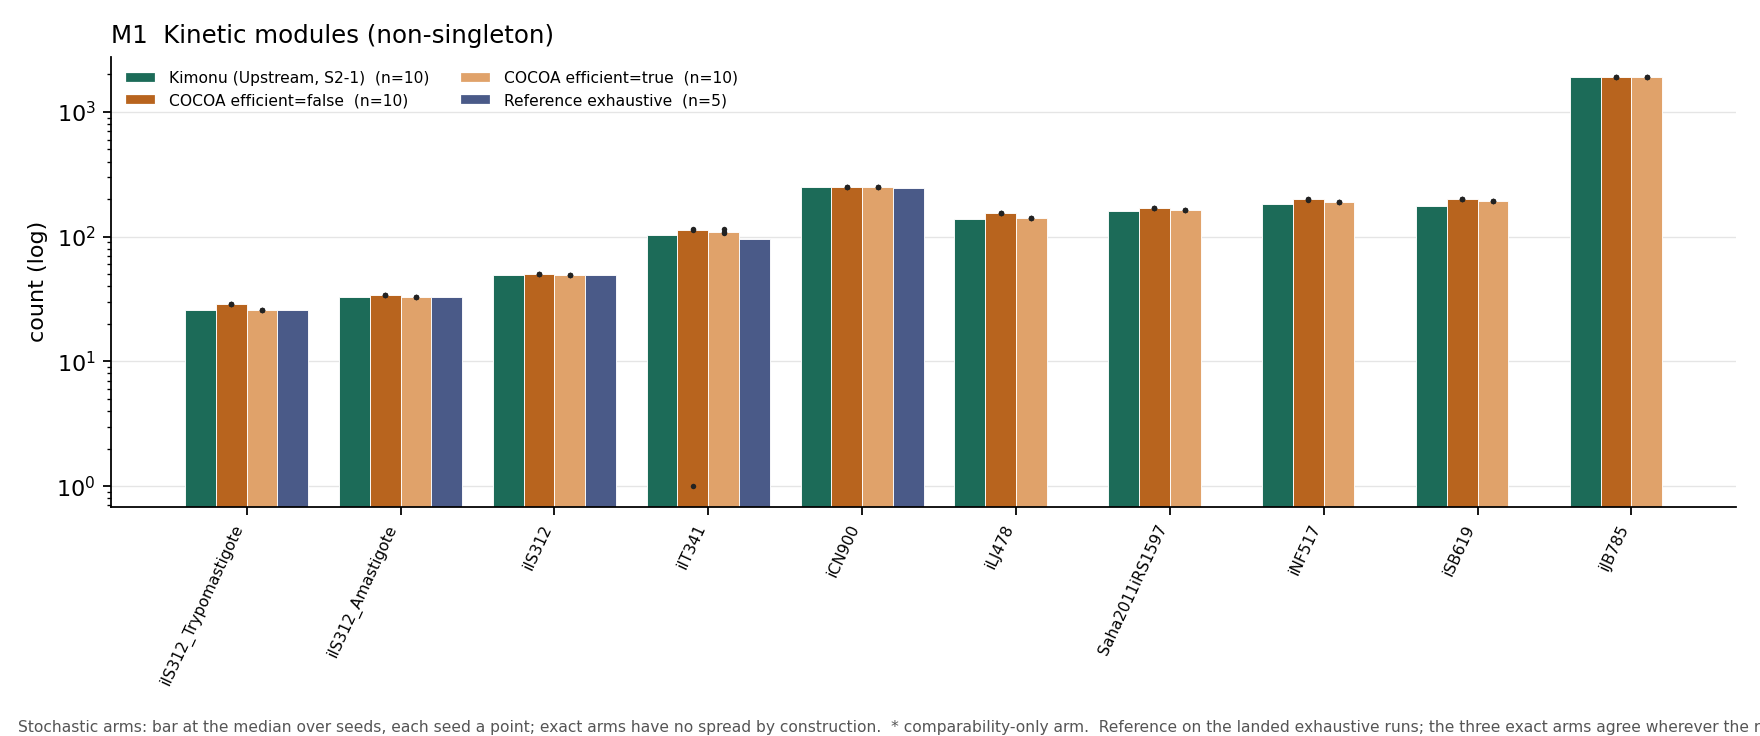 M1  Kinetic modules (non-singleton)
Kimonu (Upstream, S2-1)  (n=10)
COCOA efficient=false  (n=10)
COCOA efficient=true  (n=10)
Reference exhaustive  (n=5)
count (log)
10³
10²
10¹
10⁰
iIS312_Trypomastigote
iIS312_Amastigote
iIS312
iIT341
iCN900
iLJ478
Saha2011iRS1597
iNF517
iSB619
iJB785
Stochastic arms: bar at the median over seeds, each seed a point; exact arms have no spread by construction.  * comparability-only arm.  Reference on the landed exhaustive runs; the three exact arms agree wherever the